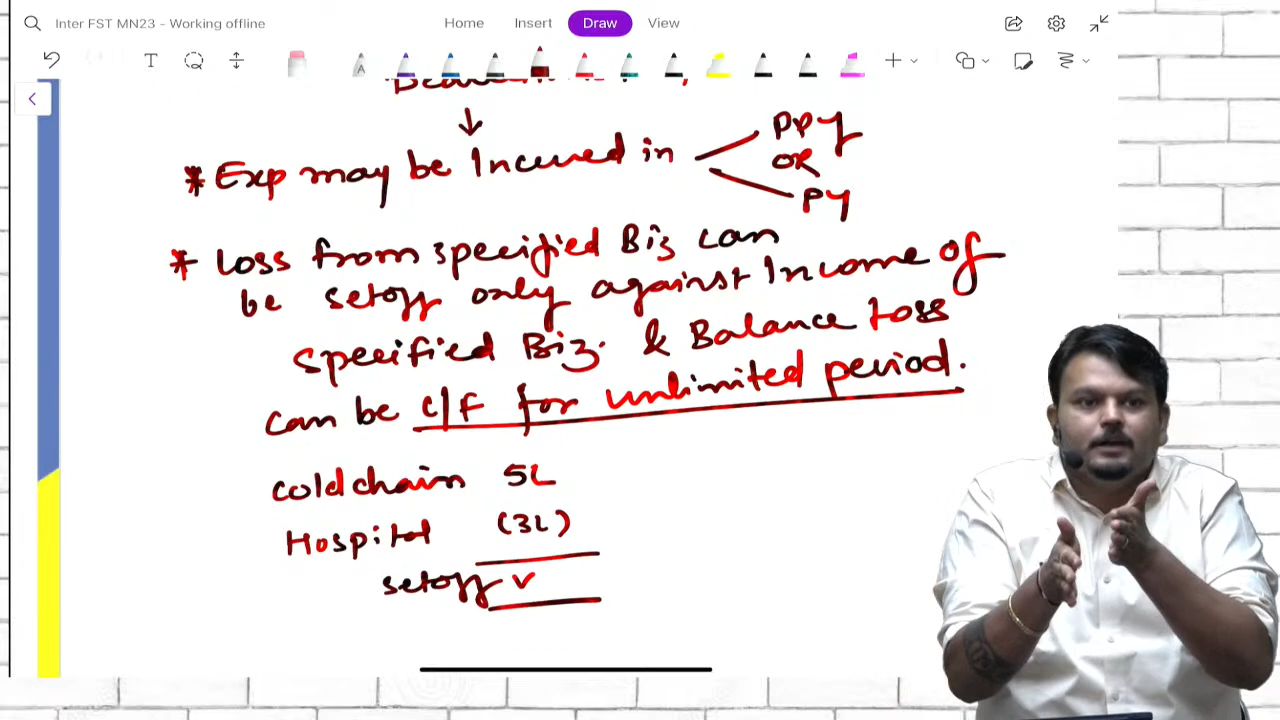 Inter FST MN23 - Working offline
Home Insert Draw View
* Exp may be Incured in
PPY
OR
PY
* Loss from specified Biz can
be setoff only against Income of
specified Biz. & Balance Loss
can be C/F for unlimited period.
cold chain 5L
Hospital (3L)
setoff ✓